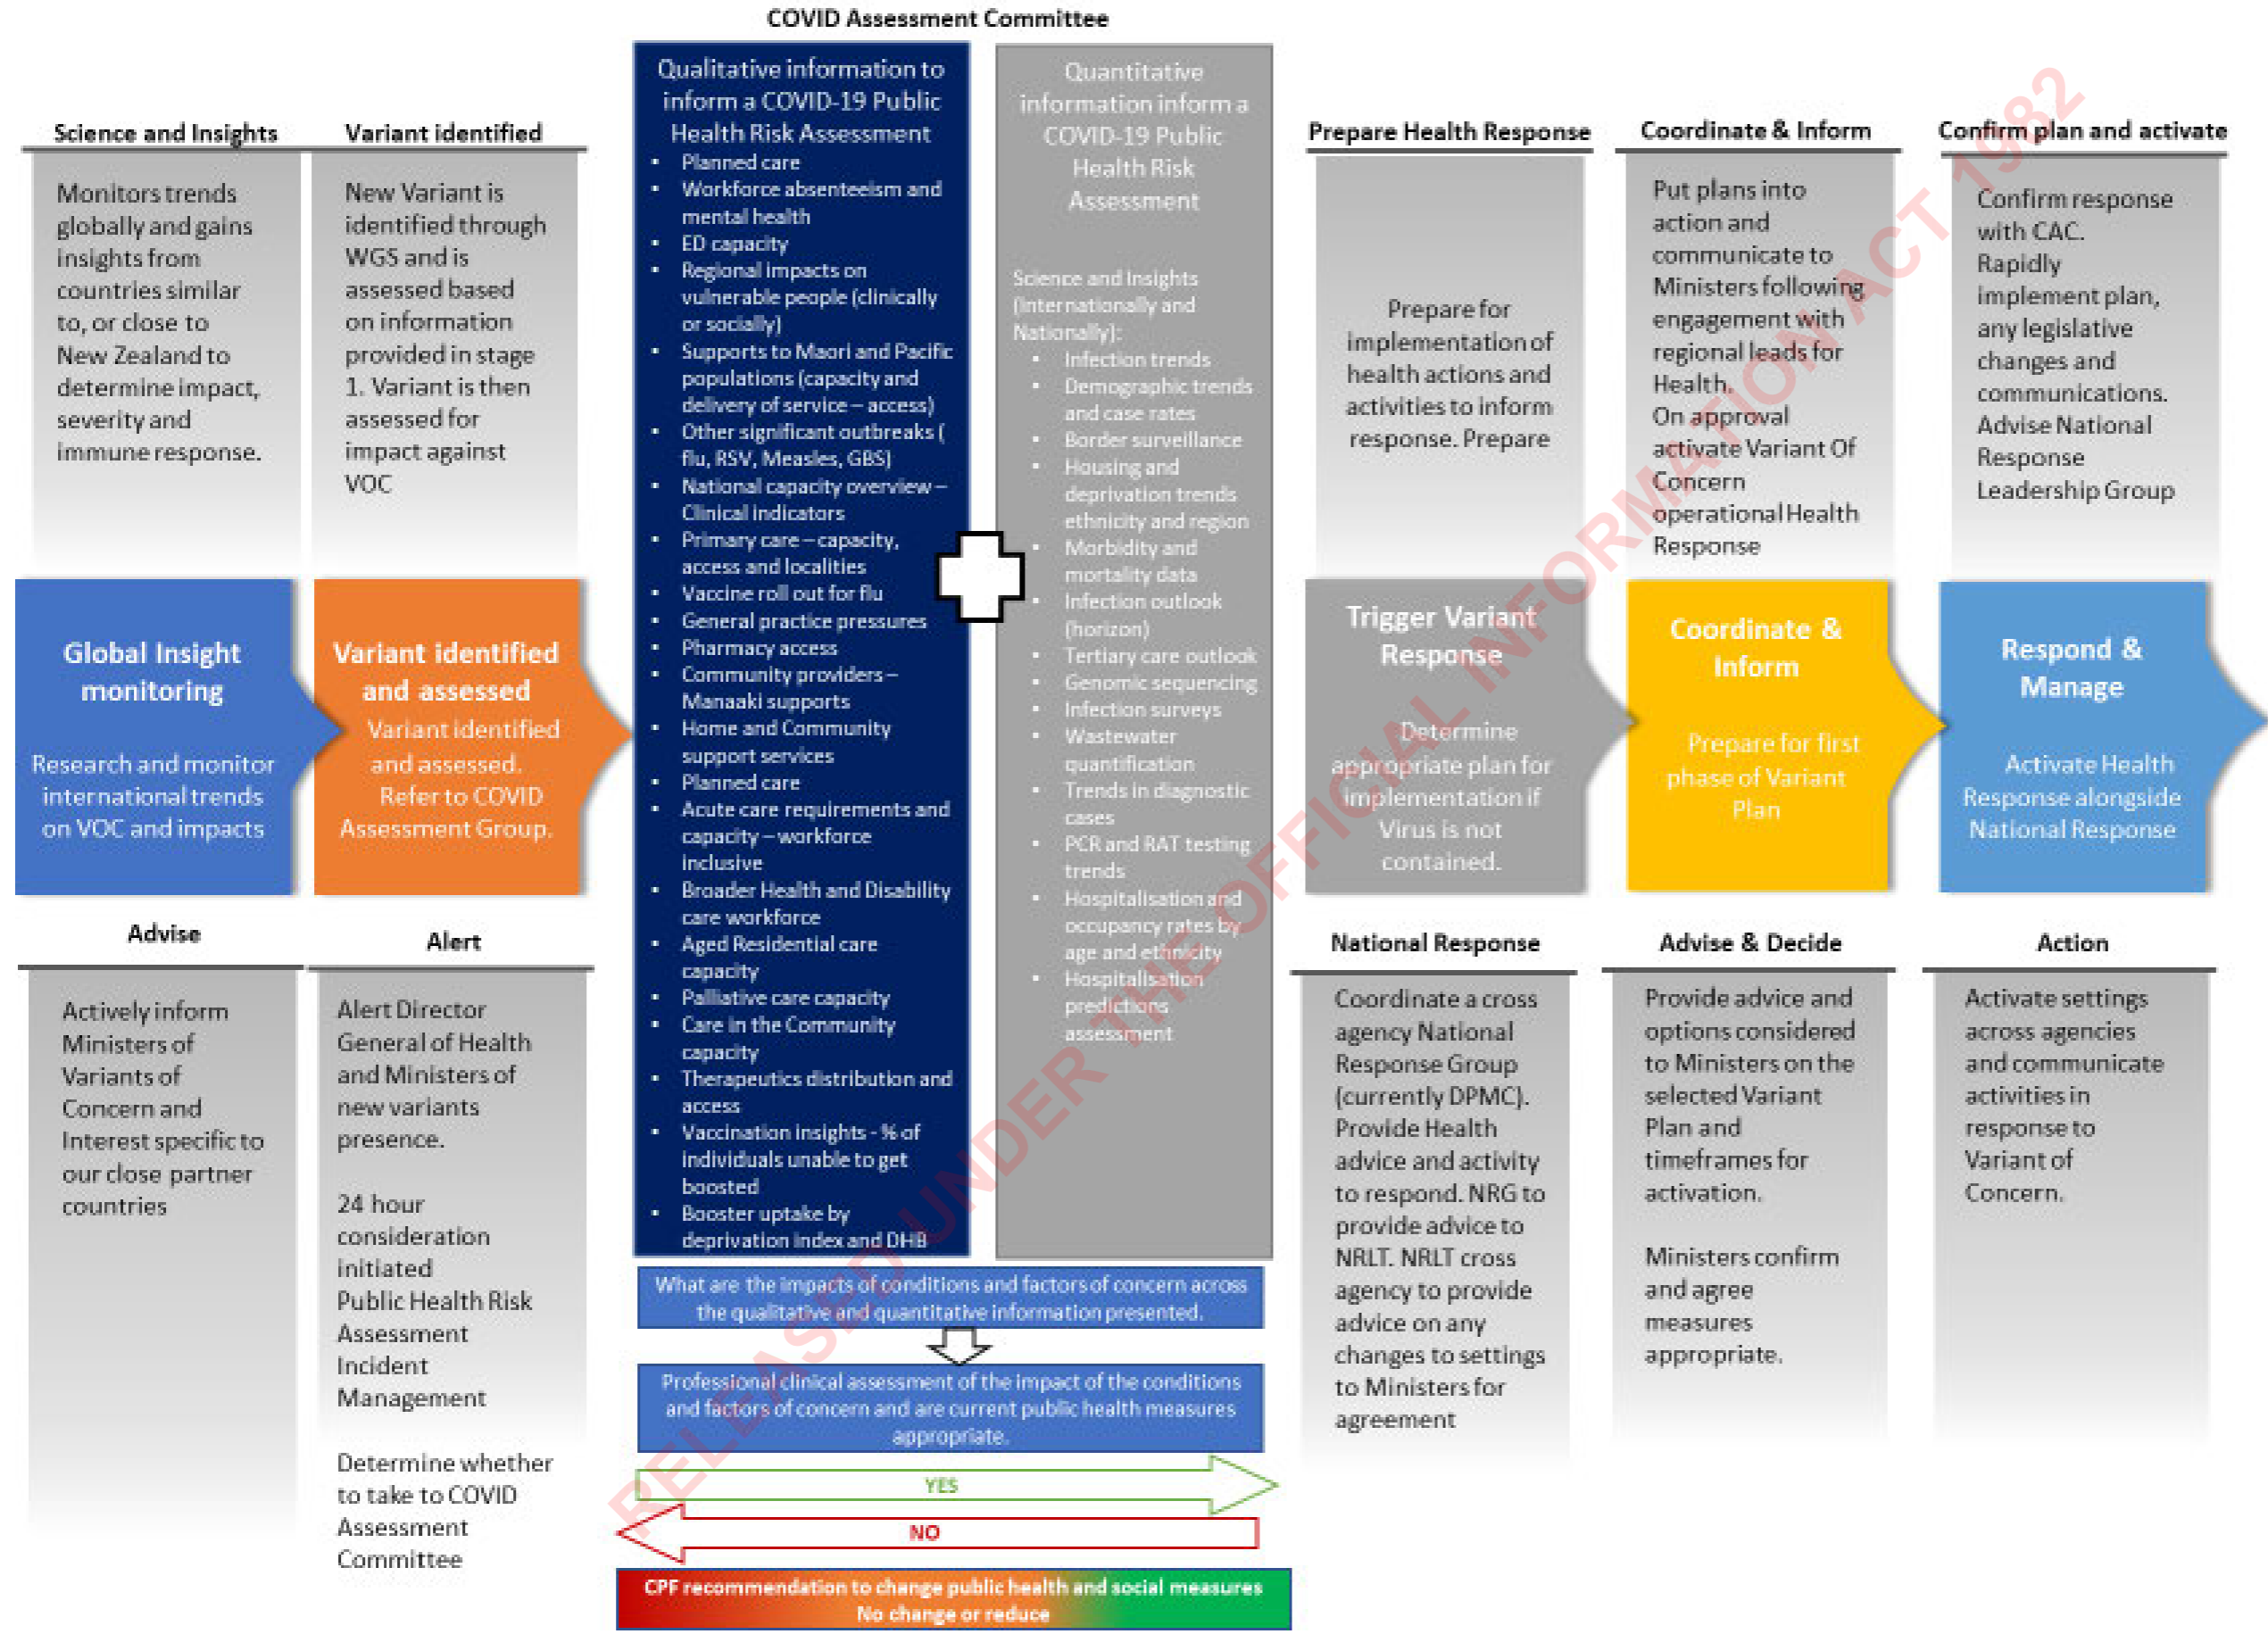 COVID Assessment Committee
Science and Insights
Monitors trends
globally and gains
insights from
countries similar
to, or close to
New Zealand to
determine impact,
severity and
immune response.
Variant identified
New Variant is
identified through
WGS and is
assessed based
on information
provided in stage
1. Variant is then
assessed for
impact against
VOC
Global Insight
monitoring
Research and monitor
international trends
on VOC and impacts
Variant identified
and assessed
Variant identified
and assessed.
Refer to COVID
Assessment Group.
Advise
Actively inform
Ministers of
Variants of
Concern and
Interest specific to
our close partner
countries
Alert
Alert Director
General of Health
and Ministers of
new variants
presence.
24 hour
consideration
initiated
Public Health Risk
Assessment
Incident
Management
Determine whether
to take to COVID
Assessment
Committee
Qualitative information to
inform a COVID-19 Public
Health Risk Assessment
• Planned care
• Workforce absenteeism and
mental health
• ED capacity
• Regional impacts on
vulnerable people (clinically
or socially)
• Supports to Maori and Pacific
populations (capacity and
delivery of service – access)
• Other significant outbreaks (
flu, RSV, Measles, GBS)
• National capacity overview –
Clinical indicators
• Primary care – capacity,
access and localities
• Vaccine roll out for flu
• General practice pressures
• Pharmacy access
• Community providers –
Manaaki supports
• Home and Community
support services
• Planned care
• Acute care requirements and
capacity – workforce
inclusive
• Broader Health and Disability
care workforce
• Aged Residential care
capacity
• Palliative care capacity
• Care in the Community
capacity
• Therapeutics distribution and
access
• Vaccination insights - % of
individuals unable to get
boosted
• Booster uptake by
deprivation index and DHB
Quantitative
information inform a
COVID-19 Public
Health Risk
Assessment
Science and Insights
(Internationally and
Nationally):
• Infection trends
• Demographic trends
and case rates
• Border surveillance
• Housing and
deprivation trends
ethnicity and region
• Morbidity and
mortality data
• Infection outlook
(horizon)
• Tertiary care outlook
• Genomic sequencing
• Infection surveys
• Wastewater
quantification
• Trends in diagnostic
cases
• PCR and RAT testing
trends
• Hospitalisation and
occupancy rates by
age and ethnicity
• Hospitalisation
predictions
assessment
What are the impacts of conditions and factors of concern across
the qualitative and quantitative information presented.
Professional clinical assessment of the impact of the conditions
and factors of concern and are current public health measures
appropriate.
YES
NO
CPF recommendation to change public health and social measures
No change or reduce
Prepare Health Response
Prepare for
implementation of
health actions and
activities to inform
response. Prepare
Coordinate & Inform
Put plans into
action and
communicate to
Ministers following
engagement with
regional leads for
Health.
On approval
activate Variant Of
Concern
operational Health
Response
Confirm plan and activate
Confirm response
with CAC.
Rapidly
implement plan,
any legislative
changes and
communications.
Advise National
Response
Leadership Group
Trigger Variant
Response
Determine
appropriate plan for
implementation if
Virus is not
contained.
Coordinate &
Inform
Prepare for first
phase of Variant
Plan
Respond &
Manage
Activate Health
Response alongside
National Response
National Response
Coordinate a cross
agency National
Response Group
(currently DPMC).
Provide Health
advice and activity
to respond. NRG to
provide advice to
NRLT. NRLT cross
agency to provide
advice on any
changes to settings
to Ministers for
agreement
Advise & Decide
Provide advice and
options considered
to Ministers on the
selected Variant
Plan and
timeframes for
activation.
Ministers confirm
and agree
measures
appropriate.
Action
Activate settings
across agencies
and communicate
activities in
response to
Variant of
Concern.
RELEASED UNDER THE OFFICIAL INFORMATION ACT 1982